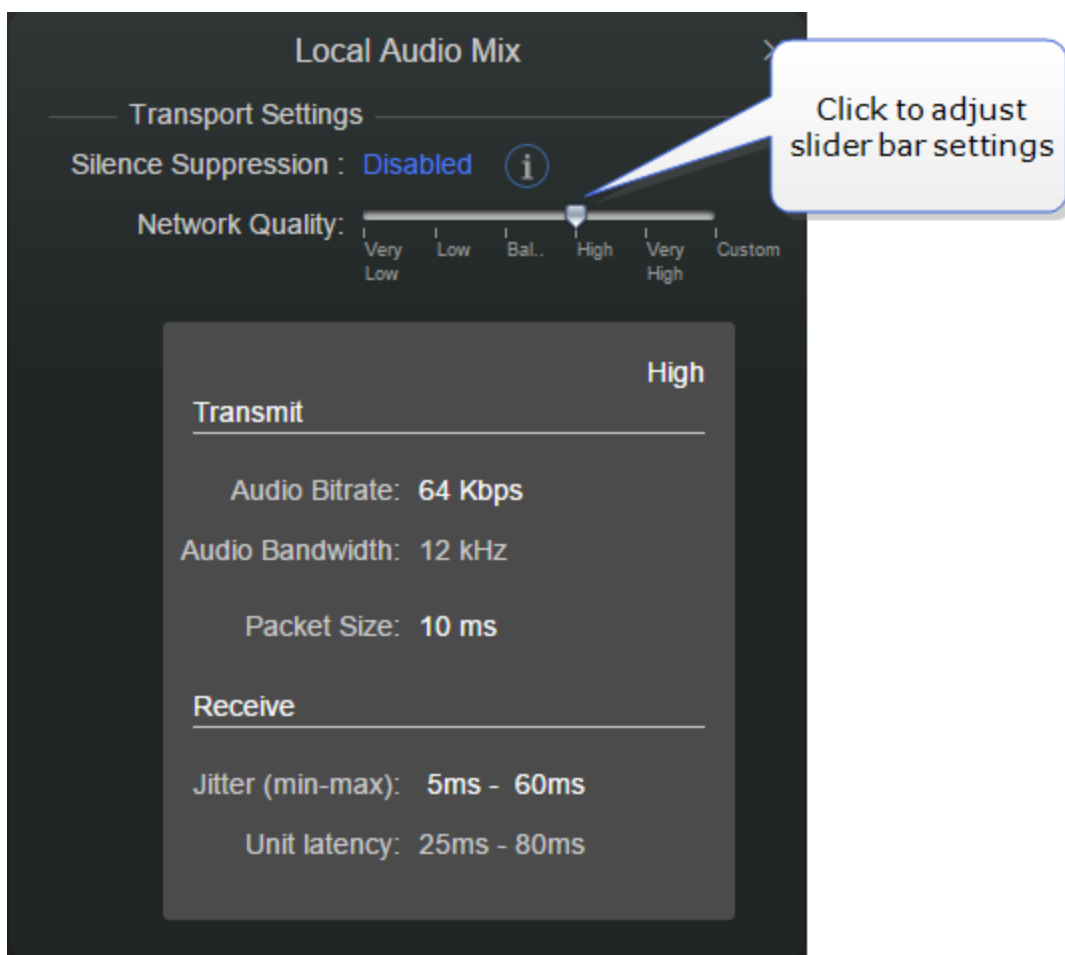 Local Audio Mix
Click to adjust
slider bar settings
Transport Settings
Silence Suppression : Disabled i
Network Quality:
Very Low
Low
Bal..
High
Very High
Custom
High
Transmit
Audio Bitrate: 64 Kbps
Audio Bandwidth: 12 kHz
Packet Size: 10 ms
Receive
Jitter (min-max): 5ms - 60ms
Unit latency: 25ms - 80ms